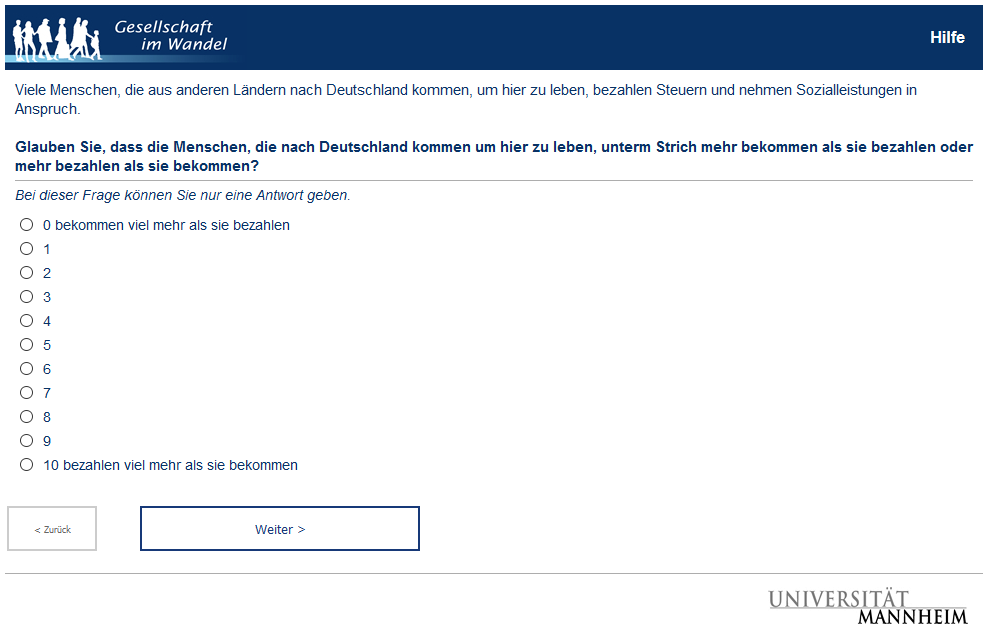 Gesellschaft
im Wandel
Hilfe
Viele Menschen, die aus anderen Ländern nach Deutschland kommen, um hier zu leben, bezahlen Steuern und nehmen Sozialleistungen in
Anspruch.
Glauben Sie, dass die Menschen, die nach Deutschland kommen um hier zu leben, unterm Strich mehr bekommen als sie bezahlen oder
mehr bezahlen als sie bekommen?
Bei dieser Frage können Sie nur eine Antwort geben.
0 bekommen viel mehr als sie bezahlen
1
2
3
4
5
6
7
8
9
10 bezahlen viel mehr als sie bekommen
< Zurück
Weiter >
UNIVERSITÄT
MANNHEIM